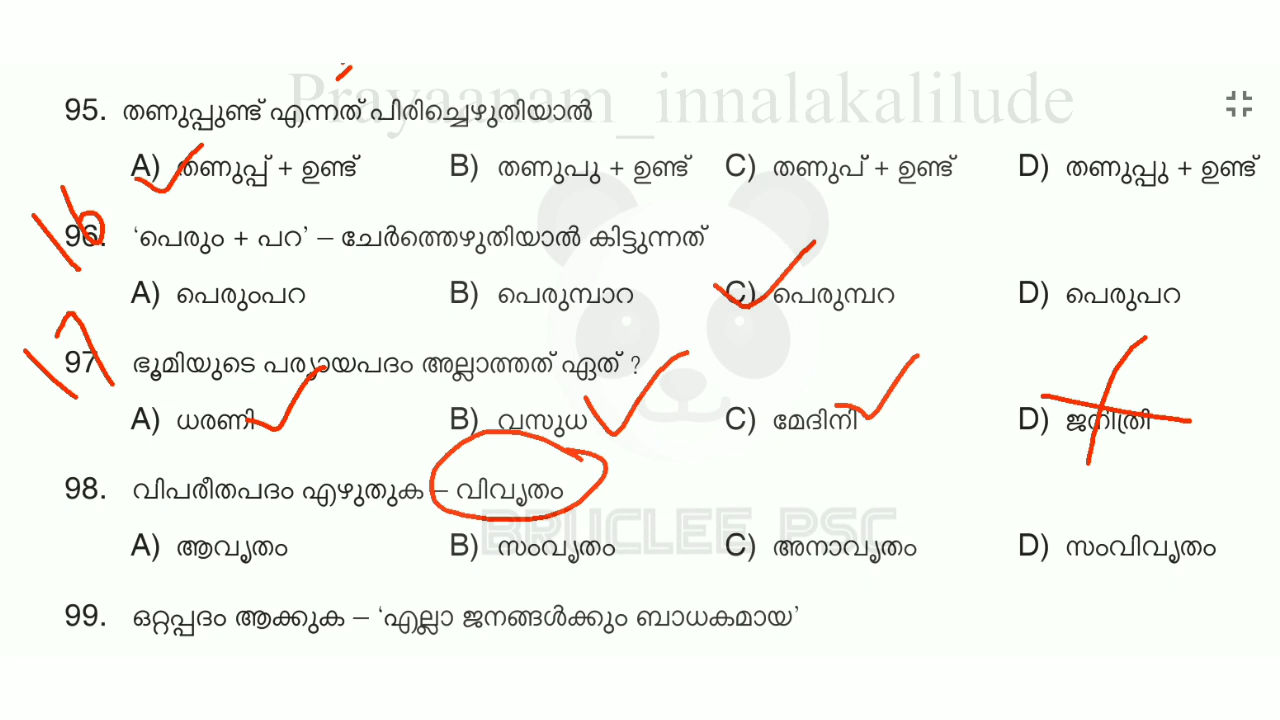 Prayaanam_innalakalilude
95. തണുപ്പുണ്ട് എന്നത് പിരിച്ചെഴുതിയാൽ
A) തണുപ്പ് + ഉണ്ട് B) തണുപു + ഉണ്ട് C) തണുപ് + ഉണ്ട് D) തണുപ്പു + ഉണ്ട്
16
96. ‘പെരും + പറ’ – ചേർത്തെഴുതിയാൽ കിട്ടുന്നത്
A) പെരുംപറ B) പെരുമ്പാറ C) പെരുമ്പറ D) പെരുപറ
17
97. ഭൂമിയുടെ പര്യായപദം അല്ലാത്തത് ഏത് ?
A) ധരണി B) വസുധ C) മേദിനി D) ജനിത്രി
98. വിപരീതപദം എഴുതുക – വിവൃതം
BRUCLEE PSC
A) ആവൃതം B) സംവൃതം C) അനാവൃതം D) സംവിവൃതം
99. ഒറ്റപ്പദം ആക്കുക – ‘എല്ലാ ജനങ്ങൾക്കും ബാധകമായ’